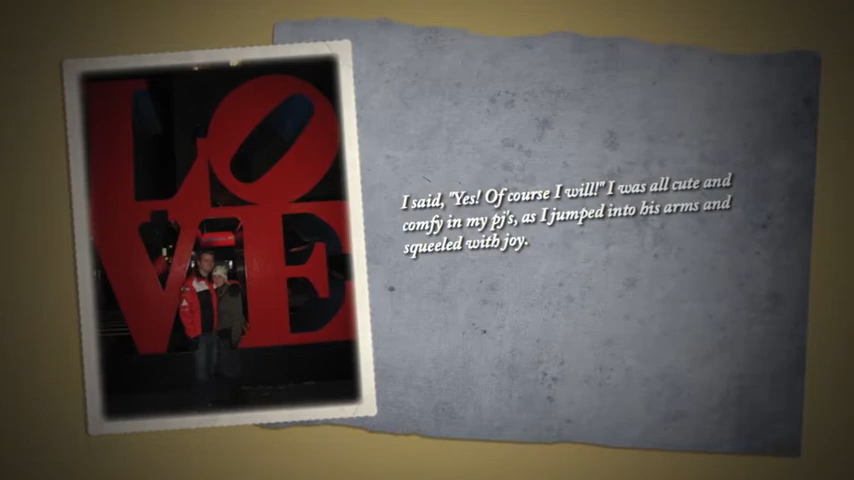 LOVE
I said, "Yes! Of course I will!" I was all cute and
comfy in my pj's, as I jumped into his arms and
squeeled with joy.